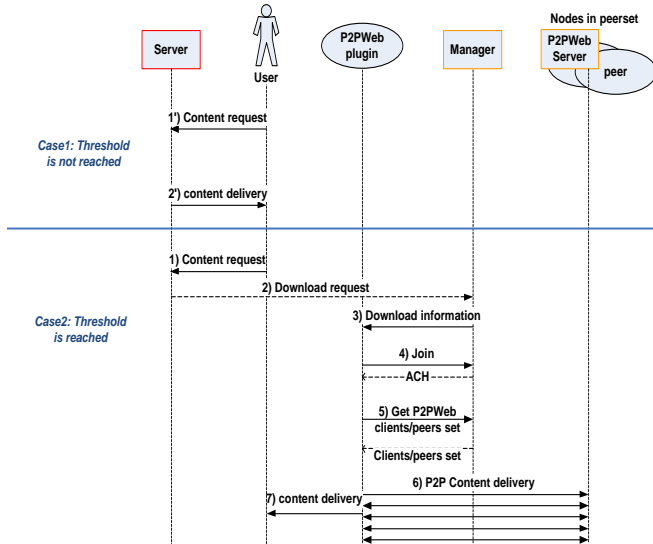 Nodes in peerset
Server
User
P2PWeb
plugin
Manager
P2PWeb
Server
peer
1') Content request
Case1: Threshold
is not reached
2') content delivery
1) Content request
2) Download request
3) Download information
Case2: Threshold
is reached
4) Join
ACH
5) Get P2PWeb
clients/peers set
Clients/peers set
6) P2P Content delivery
7) content delivery